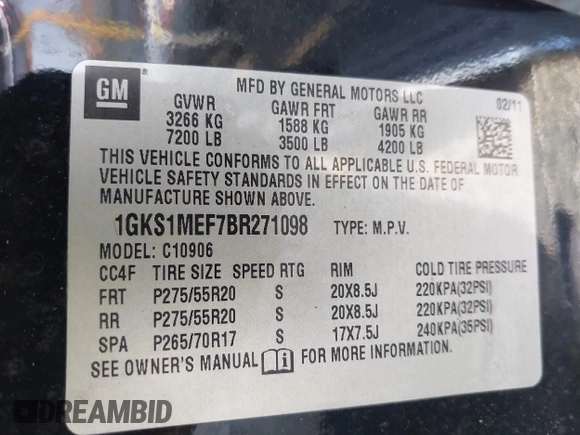 GM ®
MFD BY GENERAL MOTORS LLC
02/11
GVWR GAWR FRT GAWR RR
3266 KG 1588 KG 1905 KG
7200 LB 3500 LB 4200 LB
THIS VEHICLE CONFORMS TO ALL APPLICABLE U.S. FEDERAL MOTOR
VEHICLE SAFETY STANDARDS IN EFFECT ON THE DATE OF
MANUFACTURE SHOWN ABOVE.
1GKS1MEF7BR271098 TYPE: M.P.V.
MODEL: C10906
CC4F TIRE SIZE SPEED RTG RIM COLD TIRE PRESSURE
FRT P275/55R20 S 20X8.5J 220KPA(32PSI)
RR P275/55R20 S 20X8.5J 220KPA(32PSI)
SPA P265/70R17 S 17X7.5J 240KPA(35PSI)
SEE OWNER'S MANUAL i FOR MORE INFORMATION.
DREAMBID